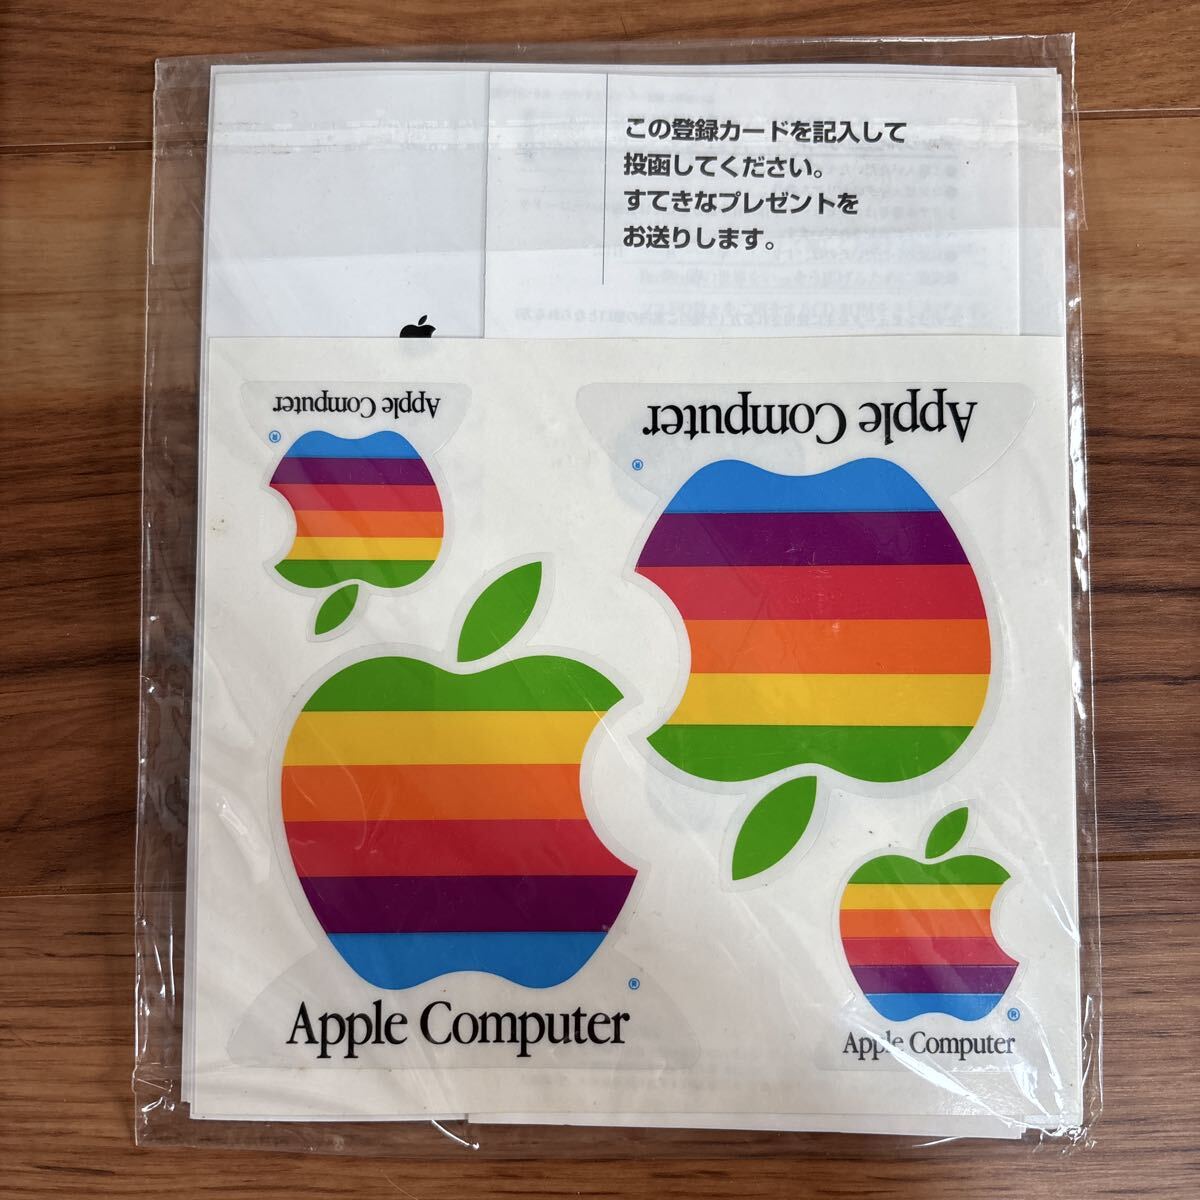 この登録カードを記入して
投函してください。
すてきなプレゼントを
お送りします。
Apple Computer
®
Apple Computer
®
Apple Computer
®
Apple Computer
®